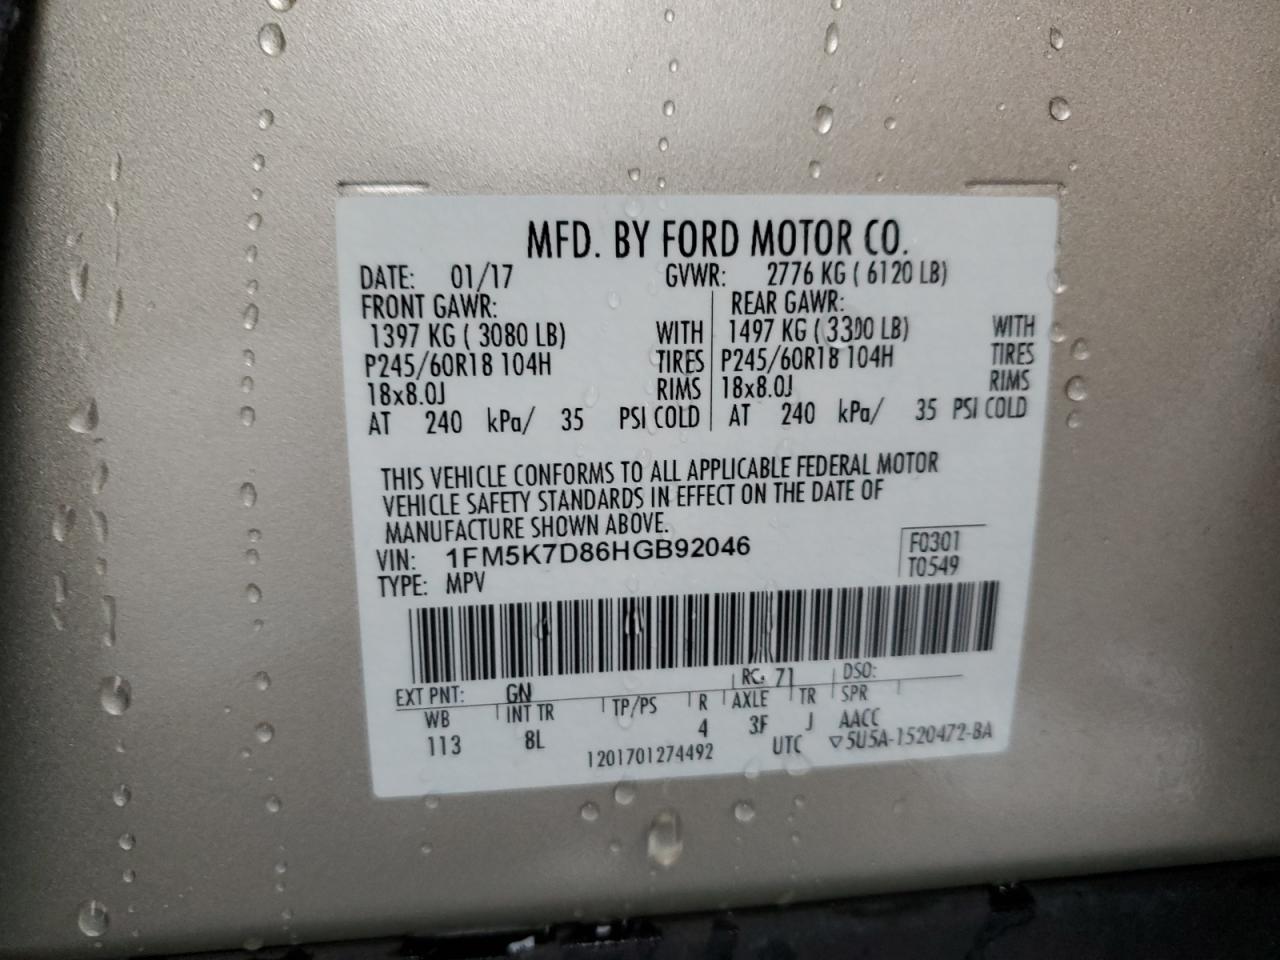 MFD. BY FORD MOTOR CO.
DATE: 01/17 GVWR: 2776 KG ( 6120 LB)
FRONT GAWR: REAR GAWR:
1397 KG ( 3080 LB) WITH 1497 KG ( 3300 LB) WITH
P245/60R18 104H TIRES P245/60R18 104H TIRES
18x8.0J RIMS 18x8.0J RIMS
AT 240 kPa/ 35 PSI COLD AT 240 kPa/ 35 PSI COLD
THIS VEHICLE CONFORMS TO ALL APPLICABLE FEDERAL MOTOR
VEHICLE SAFETY STANDARDS IN EFFECT ON THE DATE OF
MANUFACTURE SHOWN ABOVE.
VIN: 1FM5K7D86HGB92046 F0301
TYPE: MPV T0549
EXT PNT: GN RC: 71 DSO:
WB INT TR TP/PS R AXLE TR SPR
113 8L 4 3F J AACC
1201701274492 UTC ▽5U5A-1520472-BA